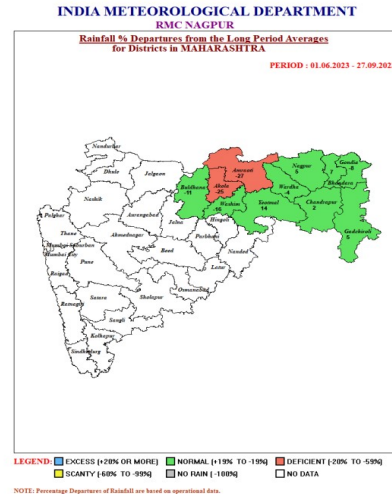 INDIA METEOROLOGICAL DEPARTMENT
RMC NAGPUR
Rainfall % Departures from the Long Period Averages
for Districts in MAHARASHTRA
PERIOD : 01.06.2023 - 27.09.202
Nandurbar
Dhule
Jalgaon
Nashik
Palghar
Thane
Mumbai Suburban
Mumbai City
Raigad
Pune
Ahmednagar
Aurangabad
Jalna
Beed
Parbhani
Hingoli
Nanded
Latur
Osmanabad
Solapur
Satara
Ratnagiri
Sangli
Kolhapur
Sindhudurg
Buldhana
-11
Akola
-25
Amravati
-27
Washim
-16
Yavatmal
14
Wardha
-4
Nagpur
5
Bhandara
7
Gondia
-8
Chandrapur
2
Gadchiroli
5
LEGEND: EXCESS (+20% OR MORE) NORMAL (+19% TO -19%) DEFICIENT (-20% TO -59%)
SCANTY (-60% TO -99%) NO RAIN (-100%) NO DATA
NOTE: Percentage Departures of Rainfall are based on operational data.